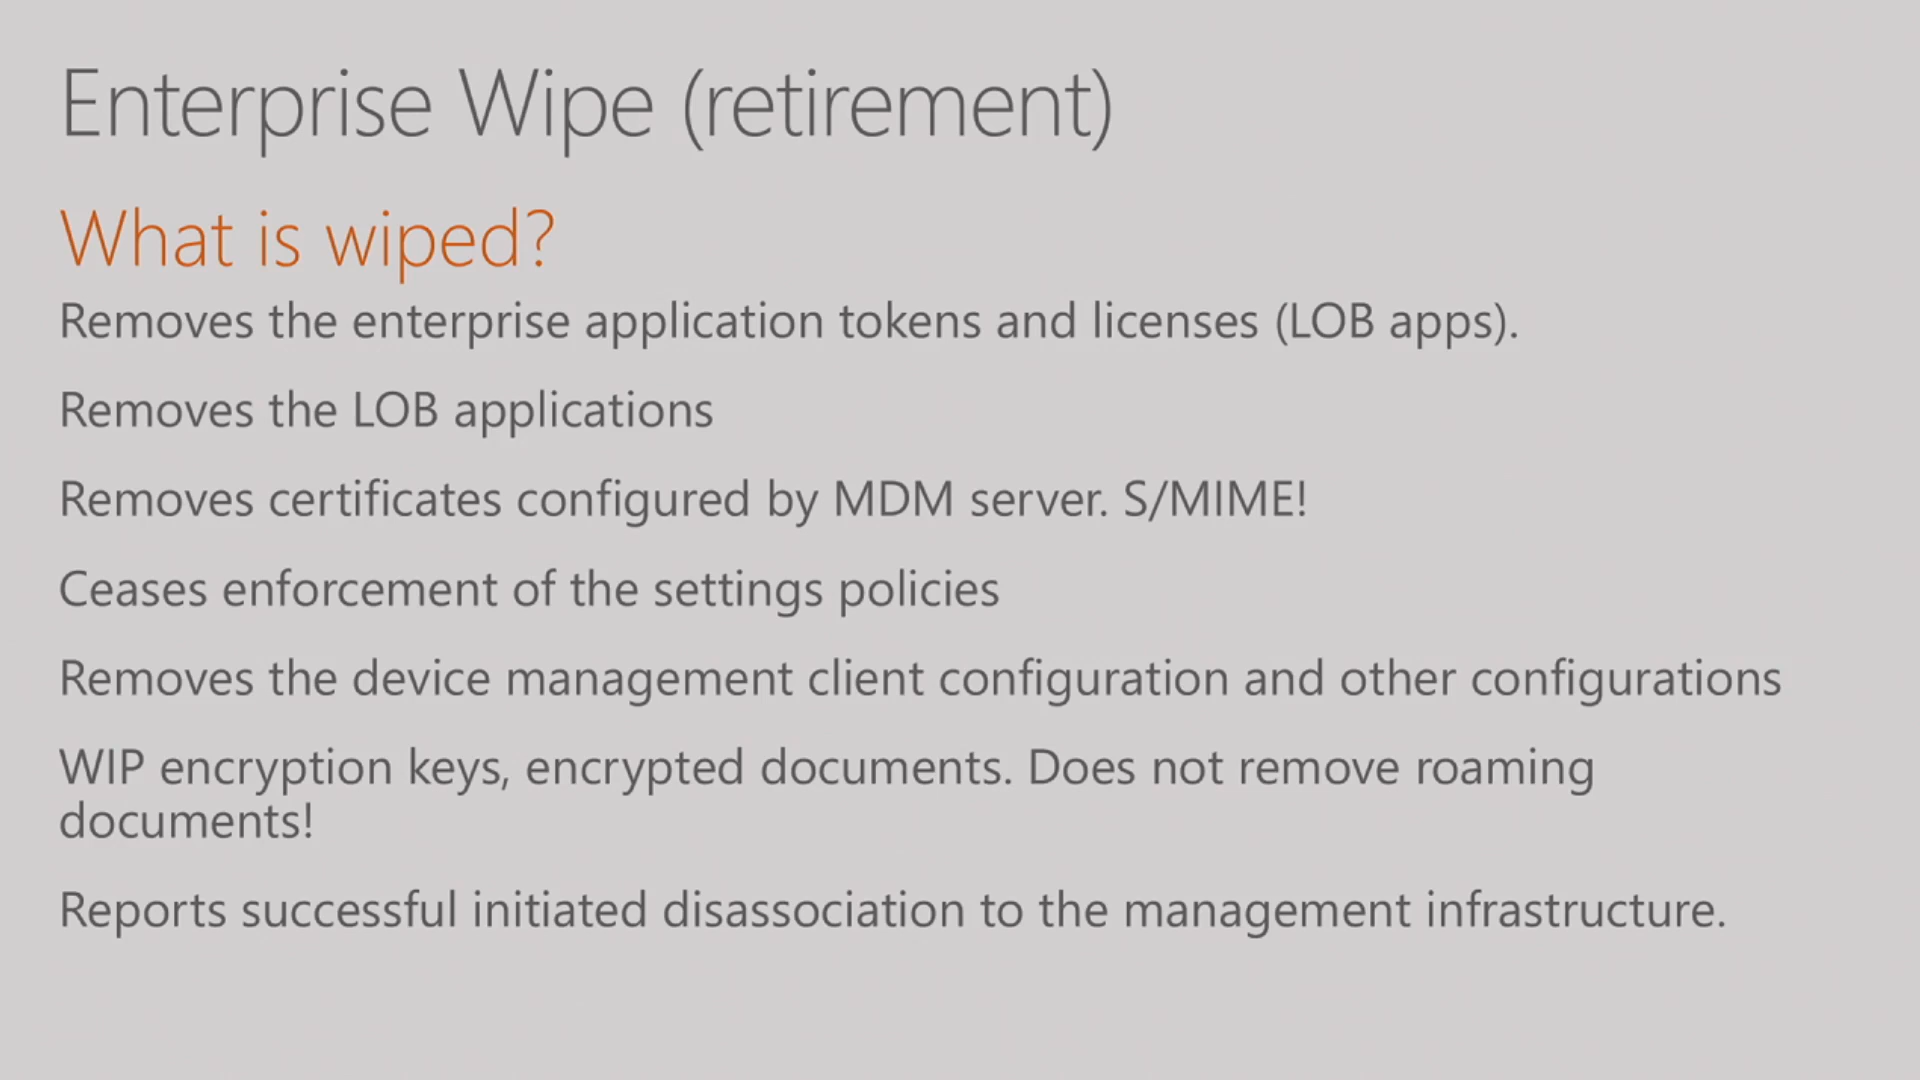 Enterprise Wipe (retirement)
What is wiped?
Removes the enterprise application tokens and licenses (LOB apps).
Removes the LOB applications
Removes certificates configured by MDM server. S/MIME!
Ceases enforcement of the settings policies
Removes the device management client configuration and other configurations
WIP encryption keys, encrypted documents. Does not remove roaming
documents!
Reports successful initiated disassociation to the management infrastructure.